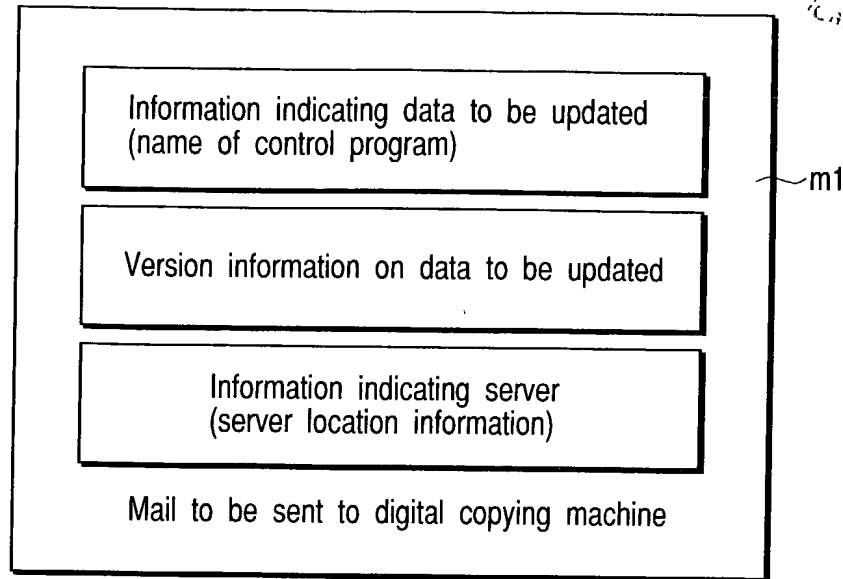 Information indicating data to be updated
(name of control program)
m1
Version information on data to be updated
Information indicating server
(server location information)
Mail to be sent to digital copying machine